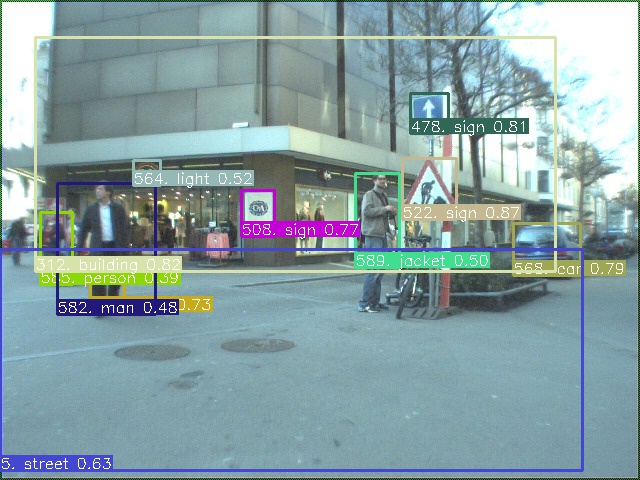 478. sign 0.81
564. light 0.52
522. sign 0.87
C&A
508. sign 0.77
589. jacket 0.50
312. building 0.82
568. car 0.79
585. person 0.39
582. man 0.48
0.73
5. street 0.63